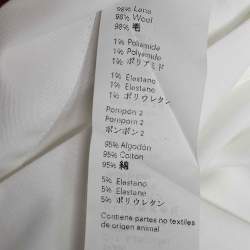 98% Lana
98% Wool
98% 毛
1% Poliamida
1% Polyamide
1% ポリアミド
1% Elastano
1% Elastane
1% ポリウレタン
Pompón 2
Pompom 2
ポンポン 2
95% Algodón
95% Cotton
95% 綿
5% Elastano
5% Elastane
5% ポリウレタン
Contiene partes no textiles
de origen animal